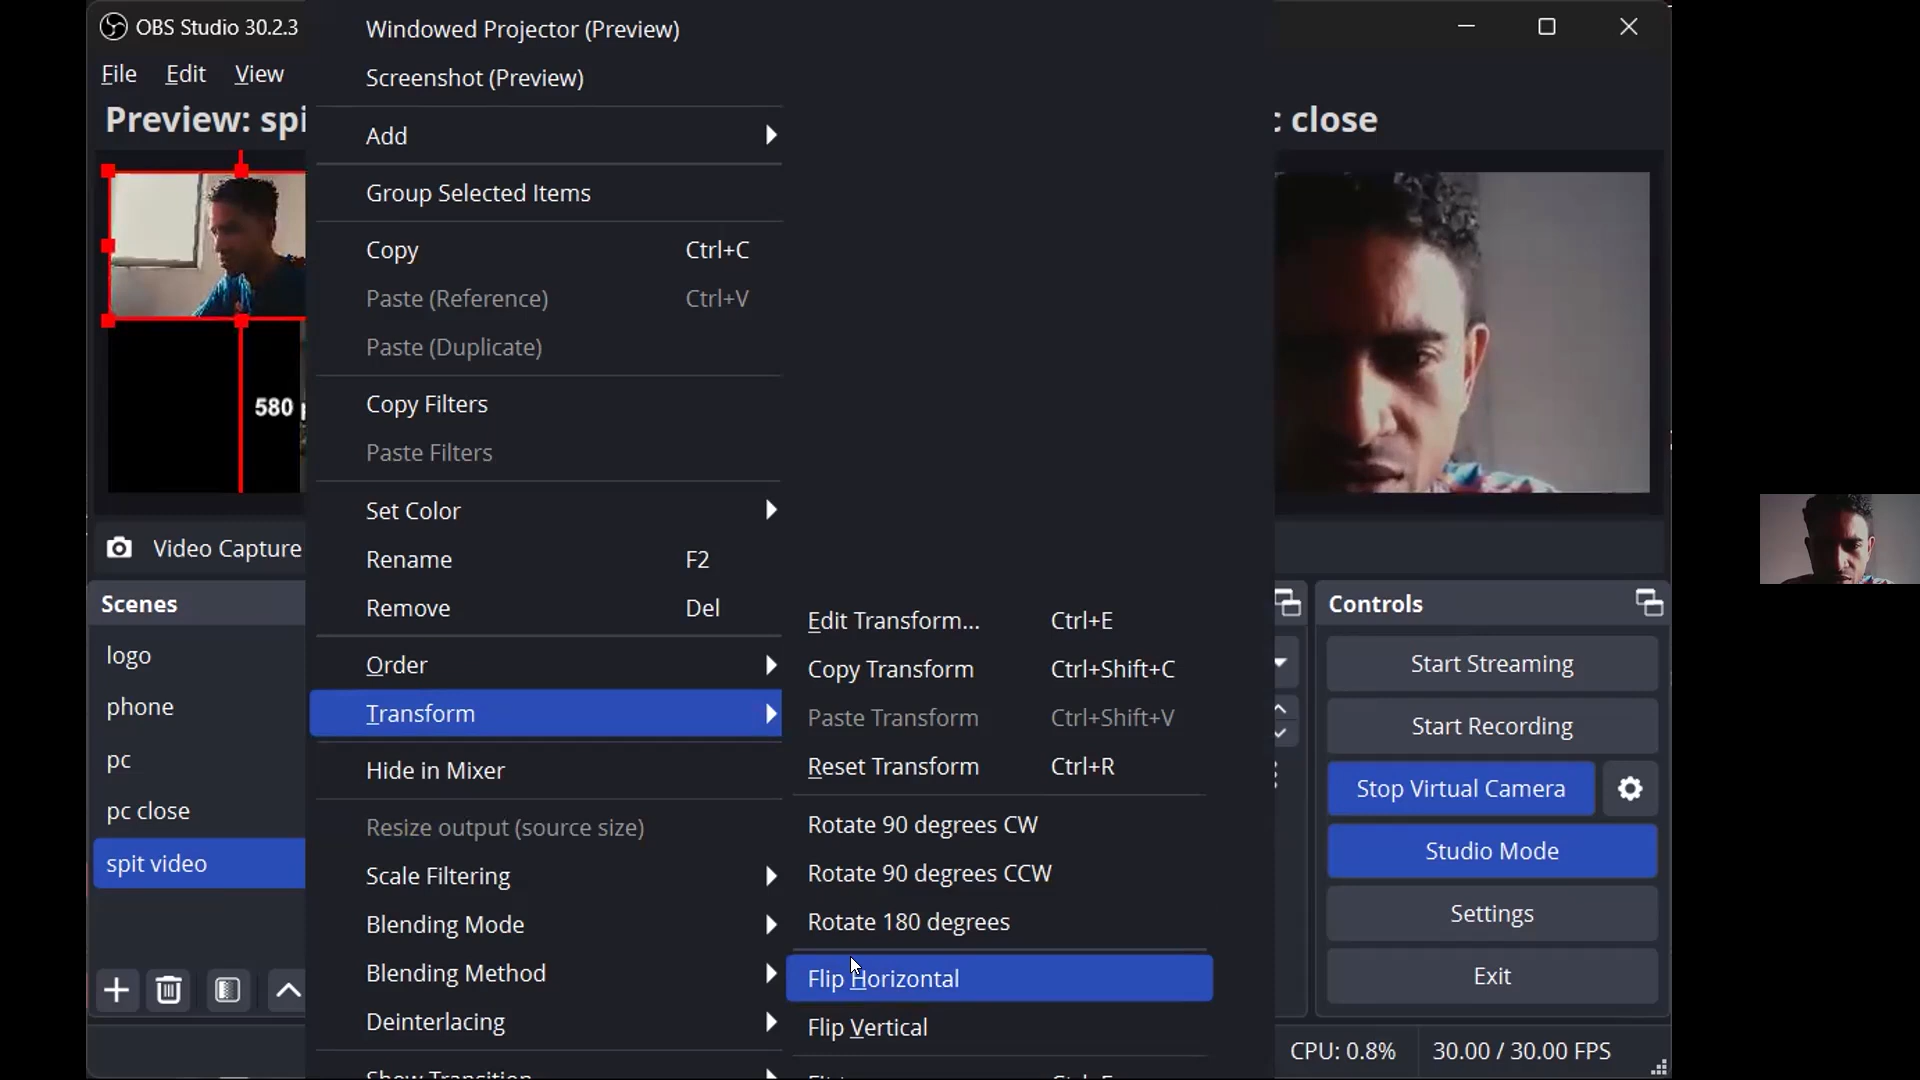 OBS Studio 30.2.3
File Edit View
Preview: spi
c close
Windowed Projector (Preview)
Screenshot (Preview)
Add
Group Selected Items
Copy Ctrl+C
Paste (Reference) Ctrl+V
Paste (Duplicate)
Copy Filters
Paste Filters
Set Color
Rename F2
Remove Del
Order
Transform
Hide in Mixer
Resize output (source size)
Scale Filtering
Blending Mode
Blending Method
Deinterlacing
Show Transition
Edit Transform... Ctrl+E
Copy Transform Ctrl+Shift+C
Paste Transform Ctrl+Shift+V
Reset Transform Ctrl+R
Rotate 90 degrees CW
Rotate 90 degrees CCW
Rotate 180 degrees
Flip Horizontal
Flip Vertical
580
Video Capture
Scenes
logo
phone
pc
pc close
spit video
Controls
Start Streaming
Start Recording
Stop Virtual Camera
Studio Mode
Settings
Exit
CPU: 0.8% 30.00 / 30.00 FPS